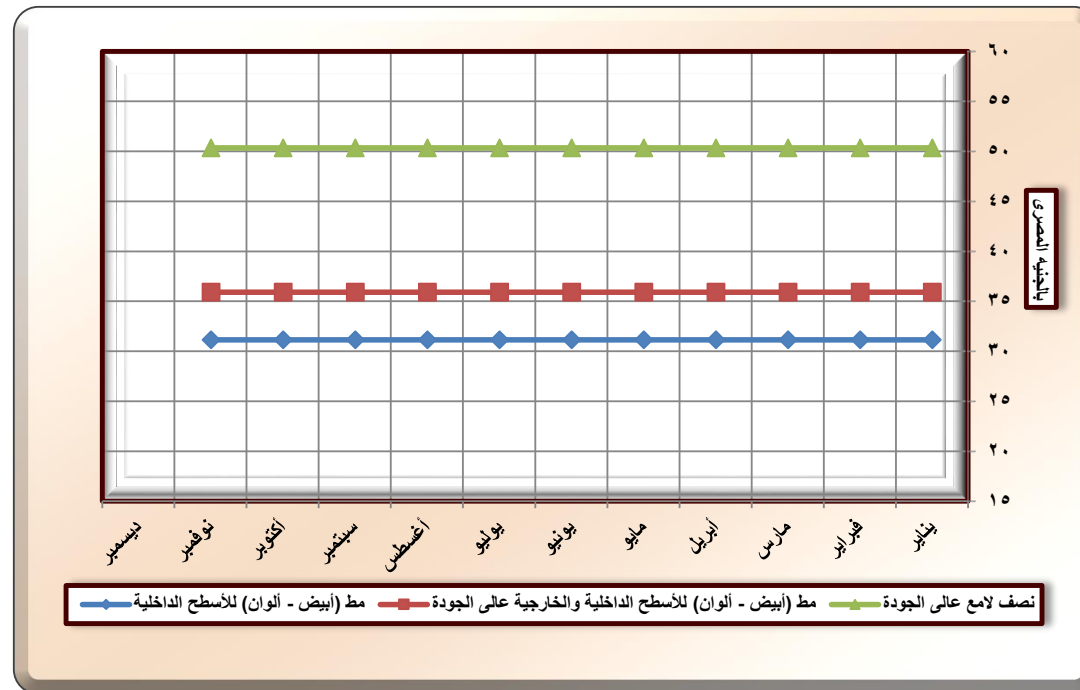 ٦٠
٥٥
٥٠
٤٥
٤٠
٣٥
٣٠
٢٥
٢٠
١٥
بالجنيه المصرى
يناير
فبراير
مارس
أبريل
مايو
يونيو
يوليو
أغسطس
سبتمبر
أكتوبر
نوفمبر
ديسمبر
نصف لامع عالى الجودة مط (أبيض - ألوان) للأسطح الداخلية والخارجية عالى الجودة مط (أبيض - ألوان) للأسطح الداخلية